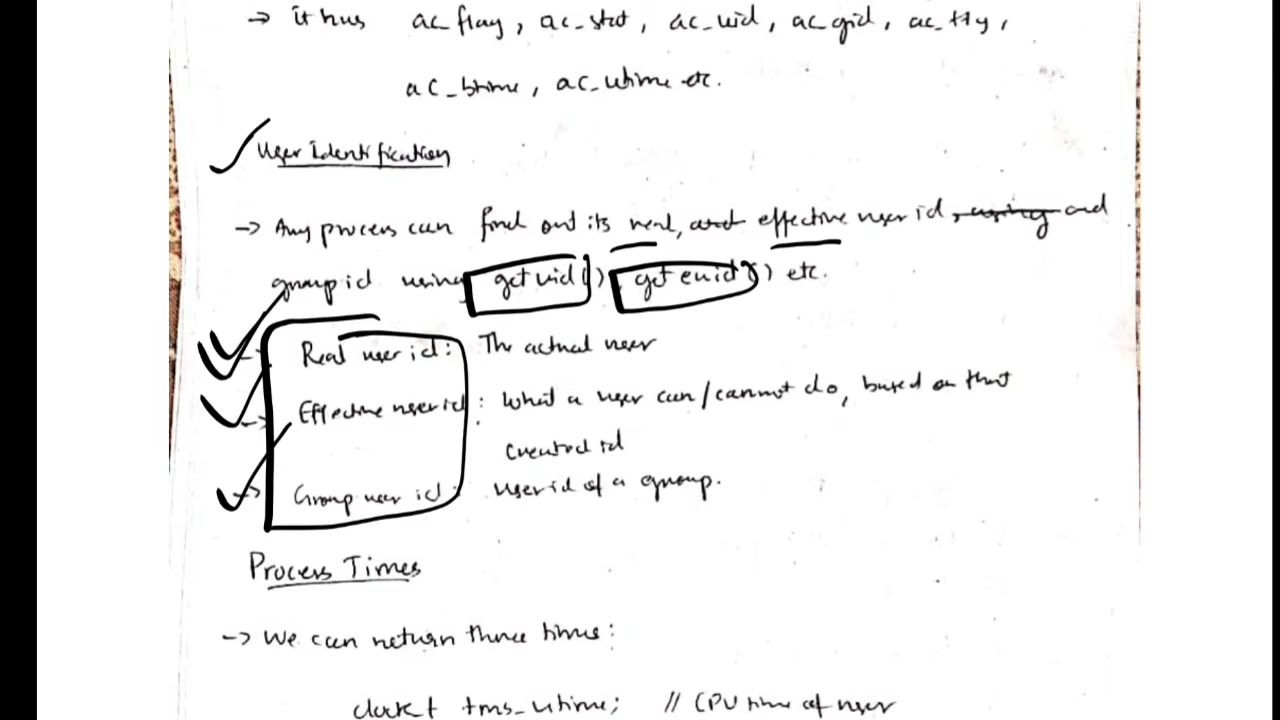 → it has ac_flag, ac_stat, ac_uid, ac_gid, ac_tty,
ac_btime, ac_utime etc.
User Identification
→ Any process can find out its real, and effective user id, using and
group id using getuid(), geteuid() etc.
→ Real user id: The actual user
→ Effective user id: What a user can/cannot do, based on that
created id
→ Group user id: user id of a group.
Process Times
→ We can return three times:
clock_t tms_utime; // CPU time of user